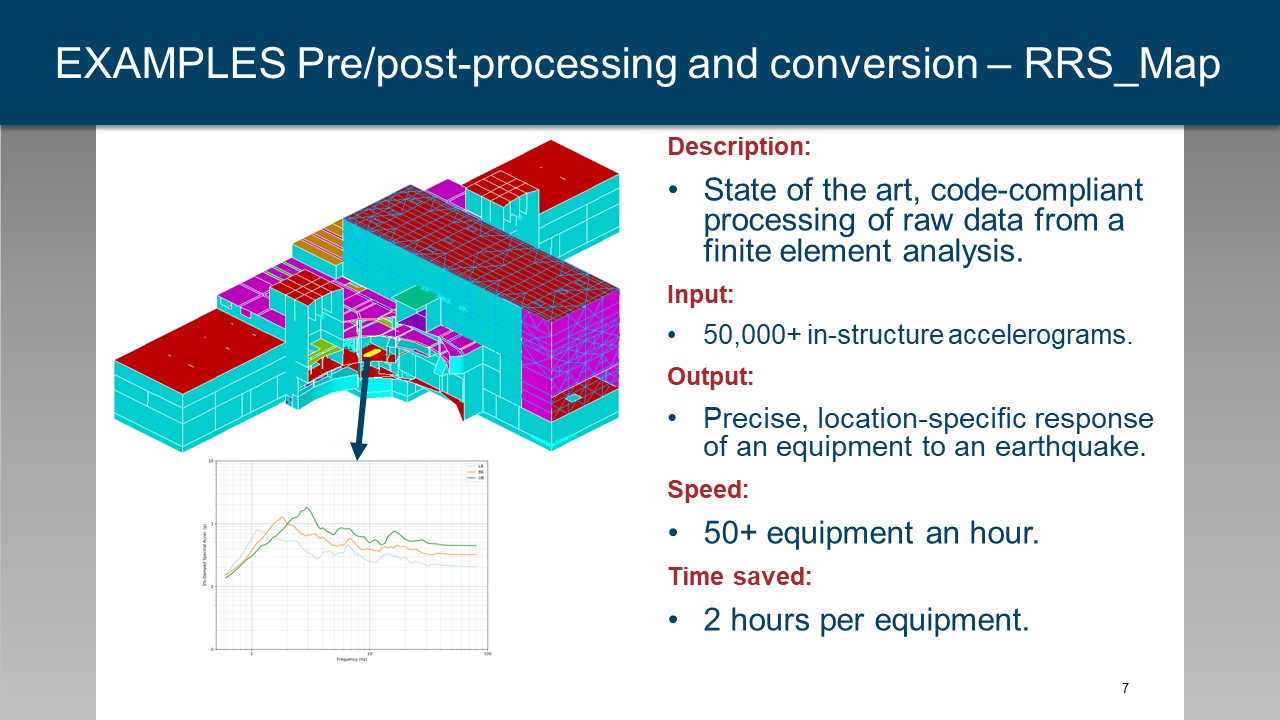 EXAMPLES Pre/post-processing and conversion – RRS_Map
Description:
• State of the art, code-compliant
processing of raw data from a
finite element analysis.
Input:
• 50,000+ in-structure accelerograms.
Output:
• Precise, location-specific response
of an equipment to an earthquake.
Speed:
• 50+ equipment an hour.
Time saved:
• 2 hours per equipment.
10
1
0
0
5% Damped Spectral Accel. (g)
LB
BE
UB
1
10
100
Frequency (Hz)
7